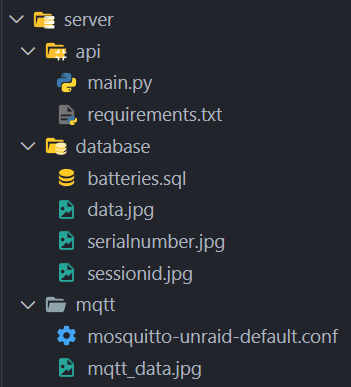 server
api
main.py
requirements.txt
database
batteries.sql
data.jpg
serialnumber.jpg
sessionid.jpg
mqtt
mosquitto-unraid-default.conf
mqtt_data.jpg